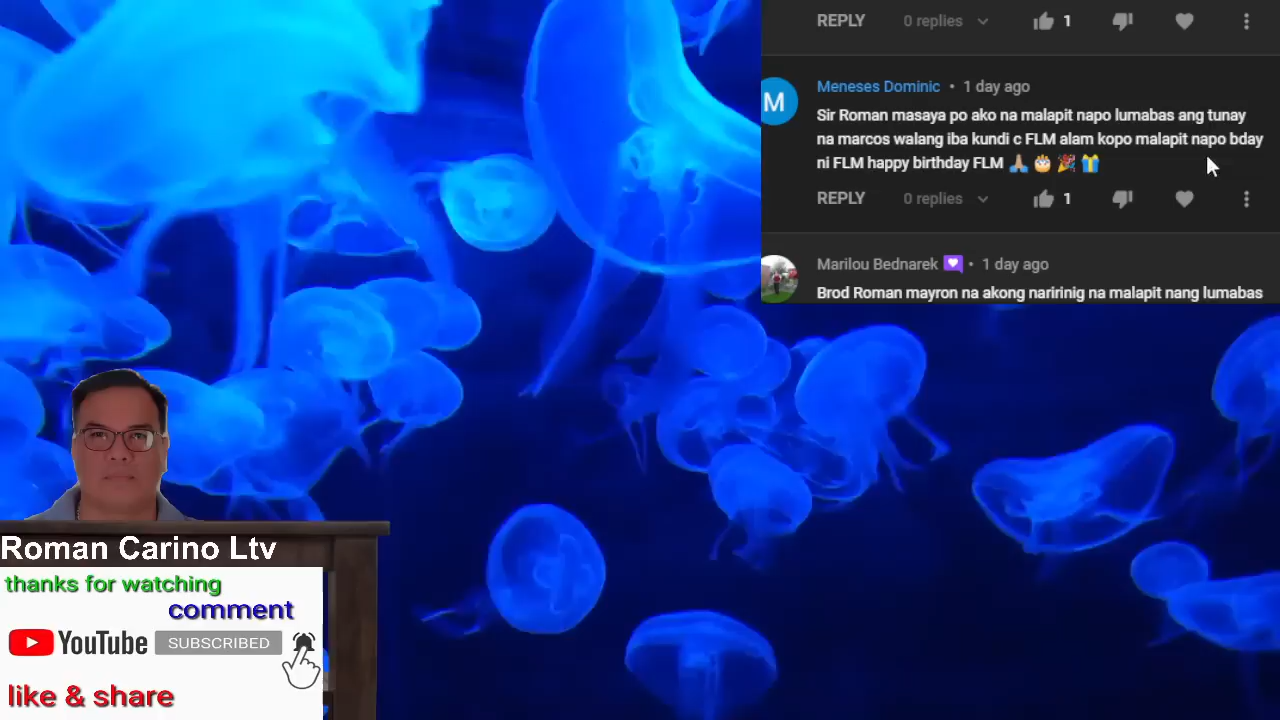 REPLY 0 replies 1
M
Meneses Dominic • 1 day ago
Sir Roman masaya po ako na malapit napo lumabas ang tunay
na marcos walang iba kundi c FLM alam kopo malapit napo bday
ni FLM happy birthday FLM 🙏🏽 🎂 🎉 🎁
REPLY 0 replies 1
Marilou Bednarek • 1 day ago
Brod Roman mayron na akong naririnig na malapit nang lumabas
Roman Carino Ltv
thanks for watching
comment
YouTube SUBSCRIBED
like & share